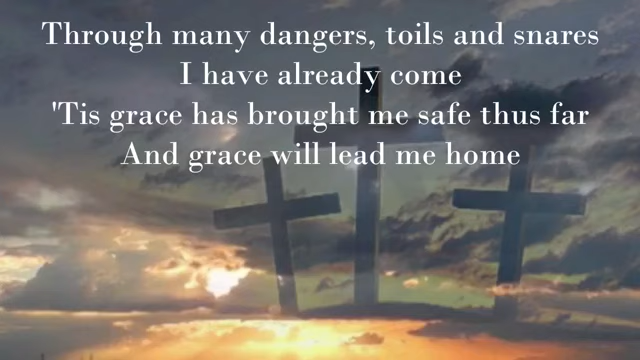 Through many dangers, toils and snares
I have already come
'Tis grace has brought me safe thus far
And grace will lead me home